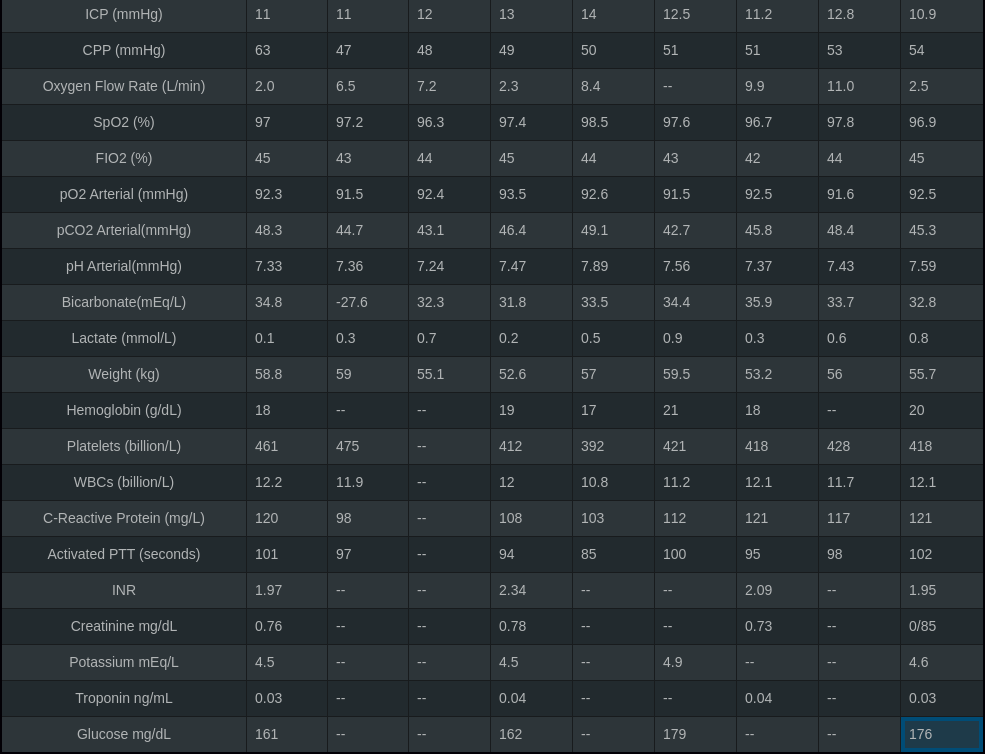 ICP (mmHg) 11 11 12 13 14 12.5 11.2 12.8 10.9
CPP (mmHg) 63 47 48 49 50 51 51 53 54
Oxygen Flow Rate (L/min) 2.0 6.5 7.2 2.3 8.4 -- 9.9 11.0 2.5
SpO2 (%) 97 97.2 96.3 97.4 98.5 97.6 96.7 97.8 96.9
FIO2 (%) 45 43 44 45 44 43 42 44 45
pO2 Arterial (mmHg) 92.3 91.5 92.4 93.5 92.6 91.5 92.5 91.6 92.5
pCO2 Arterial(mmHg) 48.3 44.7 43.1 46.4 49.1 42.7 45.8 48.4 45.3
pH Arterial(mmHg) 7.33 7.36 7.24 7.47 7.89 7.56 7.37 7.43 7.59
Bicarbonate(mEq/L) 34.8 -27.6 32.3 31.8 33.5 34.4 35.9 33.7 32.8
Lactate (mmol/L) 0.1 0.3 0.7 0.2 0.5 0.9 0.3 0.6 0.8
Weight (kg) 58.8 59 55.1 52.6 57 59.5 53.2 56 55.7
Hemoglobin (g/dL) 18 -- -- 19 17 21 18 -- 20
Platelets (billion/L) 461 475 -- 412 392 421 418 428 418
WBCs (billion/L) 12.2 11.9 -- 12 10.8 11.2 12.1 11.7 12.1
C-Reactive Protein (mg/L) 120 98 -- 108 103 112 121 117 121
Activated PTT (seconds) 101 97 -- 94 85 100 95 98 102
INR 1.97 -- -- 2.34 -- -- 2.09 -- 1.95
Creatinine mg/dL 0.76 -- -- 0.78 -- -- 0.73 -- 0/85
Potassium mEq/L 4.5 -- -- 4.5 -- 4.9 -- -- 4.6
Troponin ng/mL 0.03 -- -- 0.04 -- -- 0.04 -- 0.03
Glucose mg/dL 161 -- -- 162 -- 179 -- -- 176